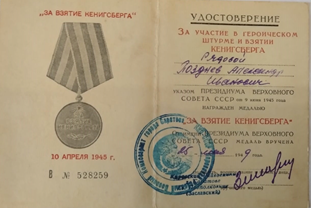 "ЗА ВЗЯТИЕ КЕНИГСБЕРГА"
10 АПРЕЛЯ 1945 г.
В № 528259
УДОСТОВЕРЕНИЕ
ЗА УЧАСТИЕ В ГЕРОИЧЕСКОМ
ШТУРМЕ И ВЗЯТИИ
КЕНИГСБЕРГА
Рядовой
Позднев Александр
Иванович
УКАЗОМ ПРЕЗИДИУМА ВЕРХОВНОГО
СОВЕТА СССР от 9 июня 1945 года
НАГРАЖДЕН МЕДАЛЬЮ
"ЗА ВЗЯТИЕ КЕНИГСБЕРГА"
ПРЕЗИДИУМА ВЕРХОВНОГО
СОВЕТА СССР МЕДАЛЬ ВРУЧЕНА
мая